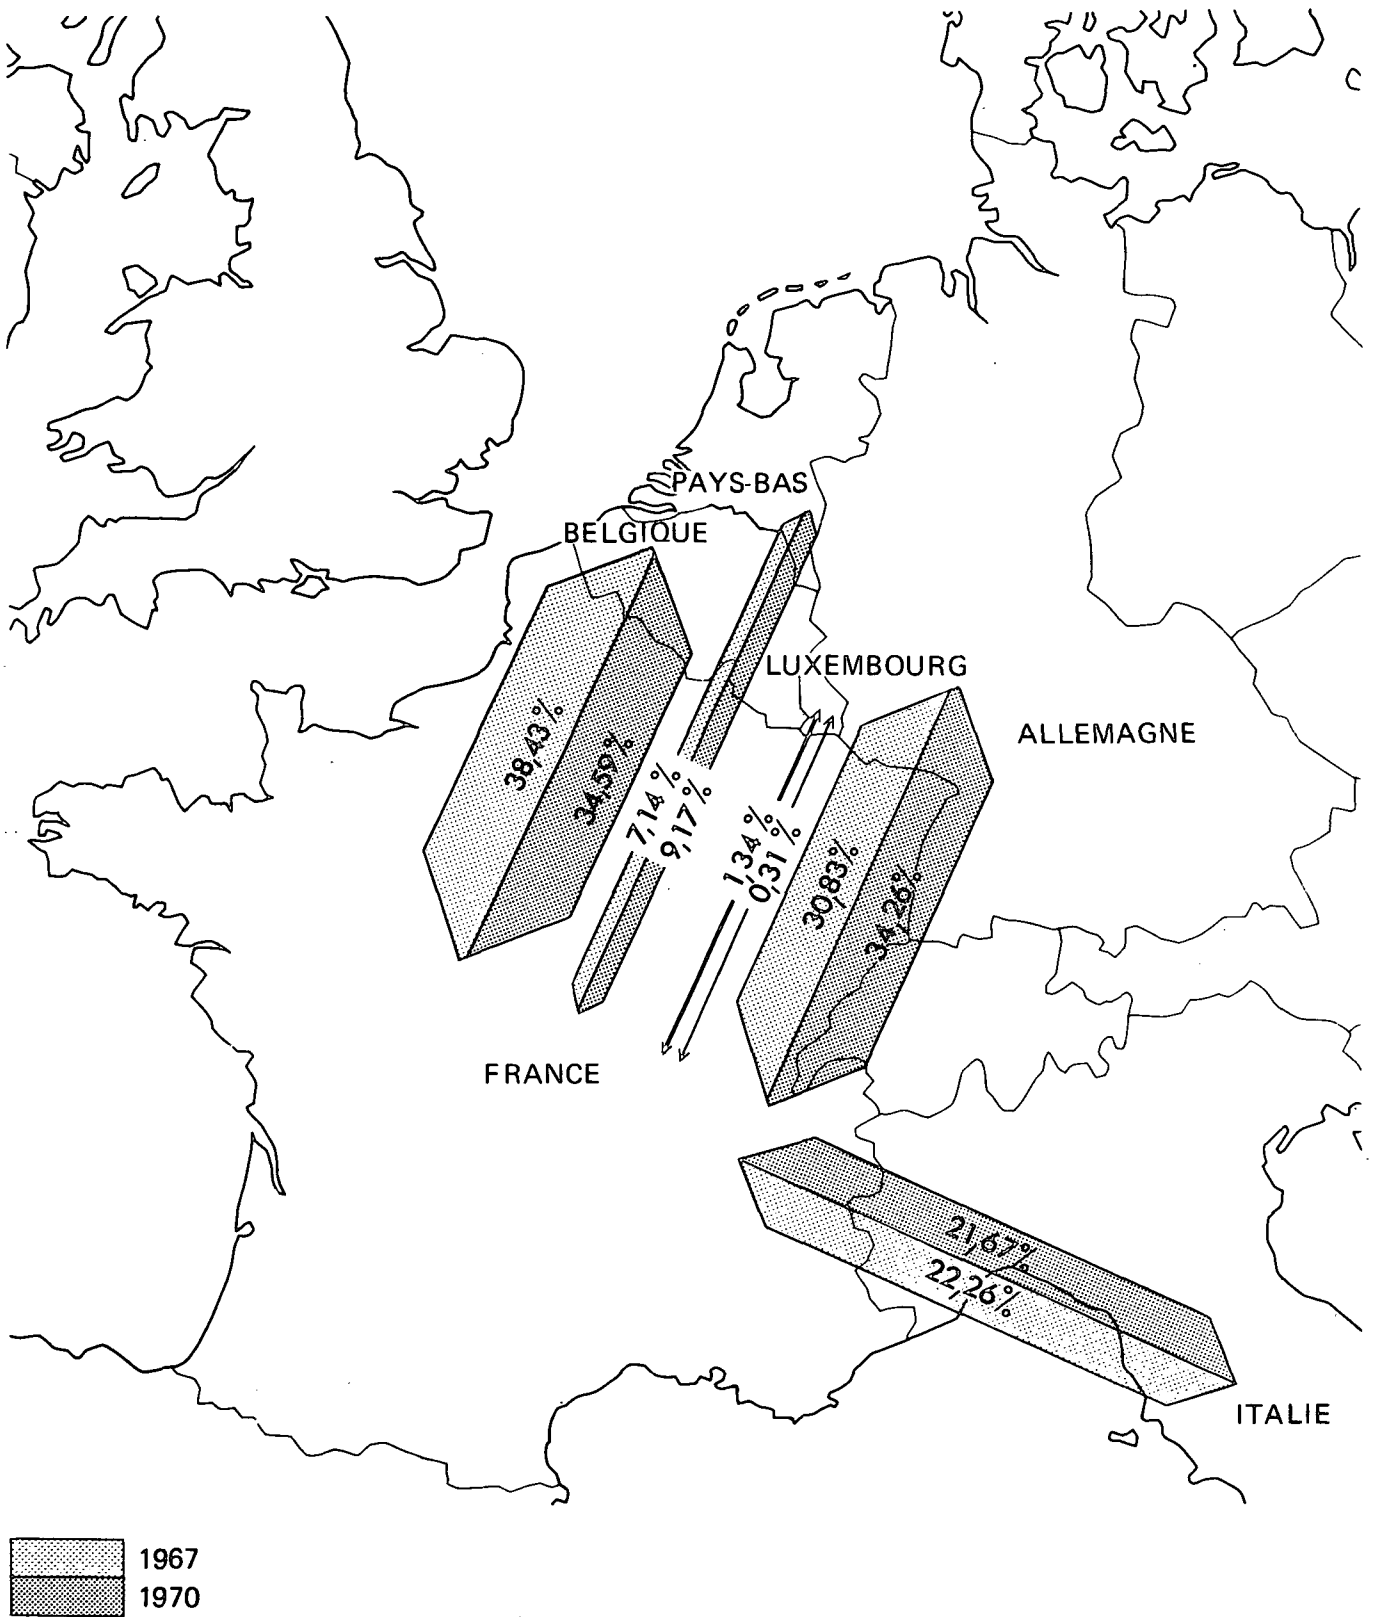 PAYS-BAS
BELGIQUE
LUXEMBOURG
ALLEMAGNE
38,43%
34,59%
7,14 %
9,17 %
1,34 %
0,31 %
30,83%
34,26%
FRANCE
21,67%
22,26%
ITALIE
1967
1970